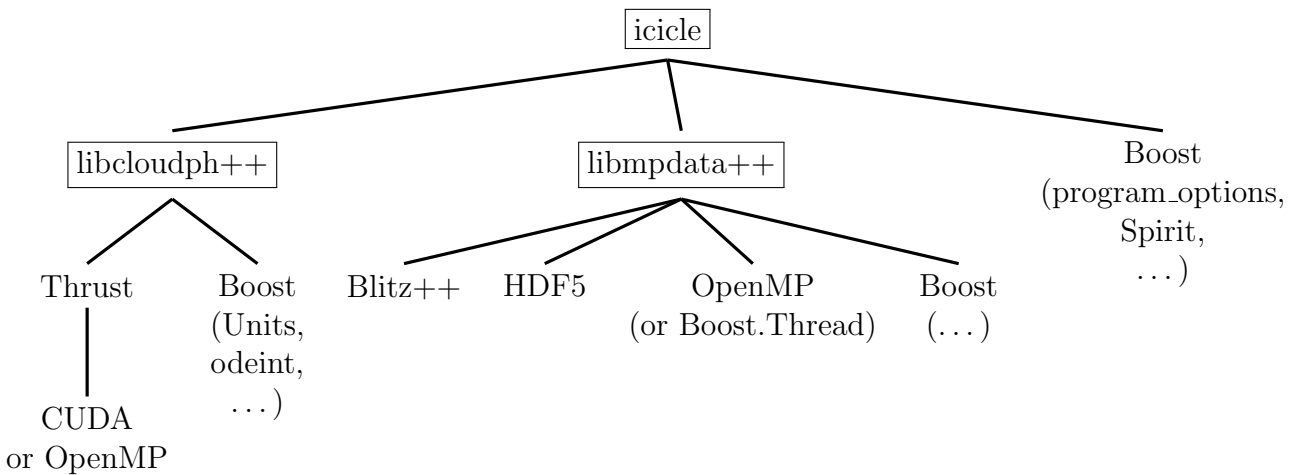 icicle
libcloudph++
libmpdata++
Boost
(program_options,
Spirit,
...)
Thrust
Boost
(Units,
odeint,
...)
Blitz++
HDF5
OpenMP
(or Boost.Thread)
Boost
(...)
CUDA
or OpenMP